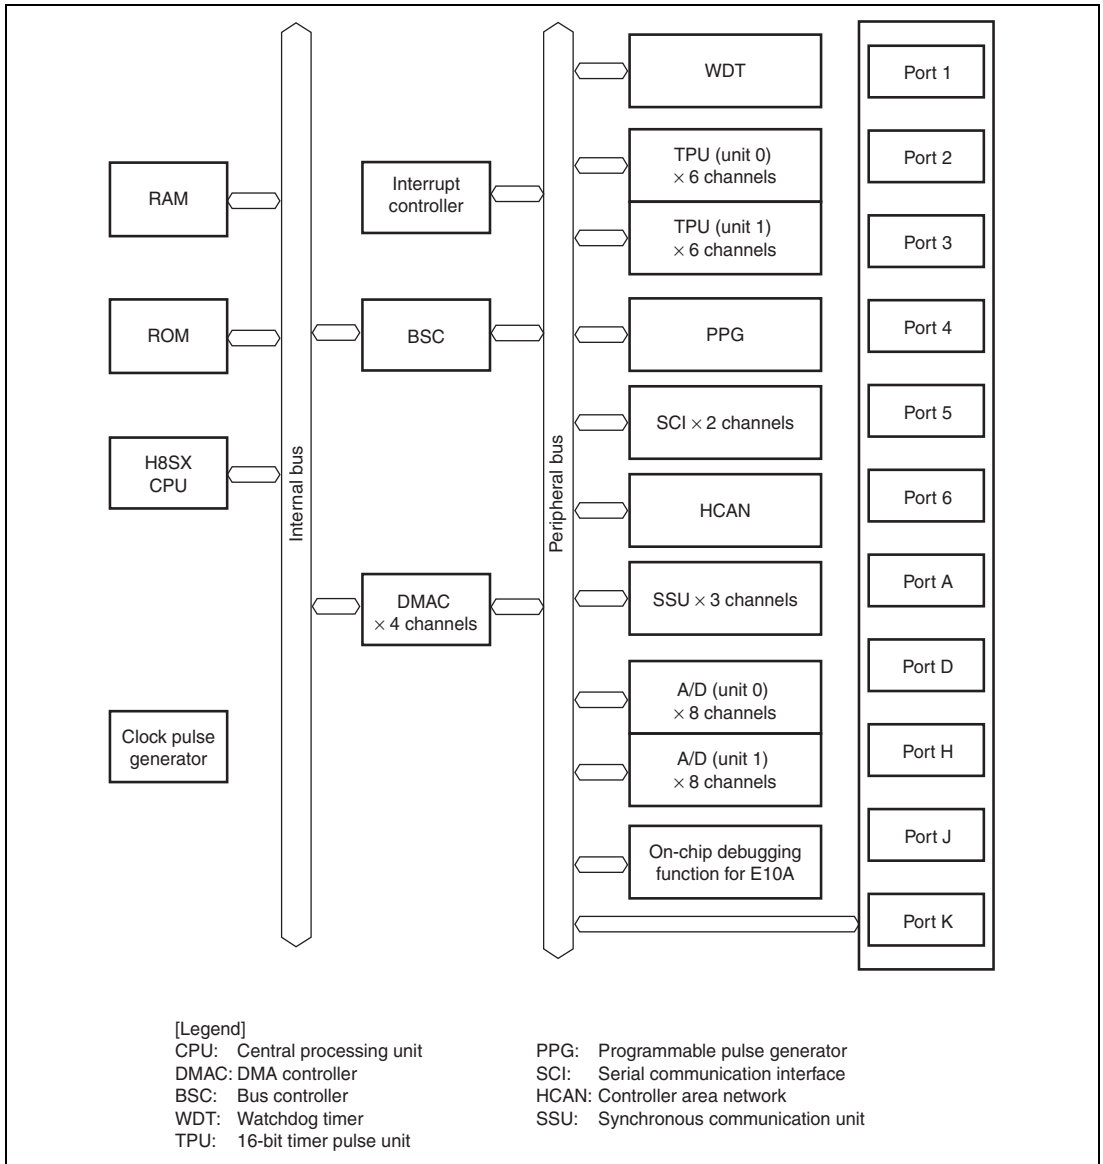 RAM
ROM
H8SX
CPU
Clock pulse
generator
Internal bus
Interrupt
controller
BSC
DMAC
× 4 channels
Peripheral bus
WDT
TPU (unit 0)
× 6 channels
TPU (unit 1)
× 6 channels
PPG
SCI × 2 channels
HCAN
SSU × 3 channels
A/D (unit 0)
× 8 channels
A/D (unit 1)
× 8 channels
On-chip debugging
function for E10A
Port 1
Port 2
Port 3
Port 4
Port 5
Port 6
Port A
Port D
Port H
Port J
Port K
[Legend]
CPU: Central processing unit
DMAC: DMA controller
BSC: Bus controller
WDT: Watchdog timer
TPU: 16-bit timer pulse unit
PPG: Programmable pulse generator
SCI: Serial communication interface
HCAN: Controller area network
SSU: Synchronous communication unit